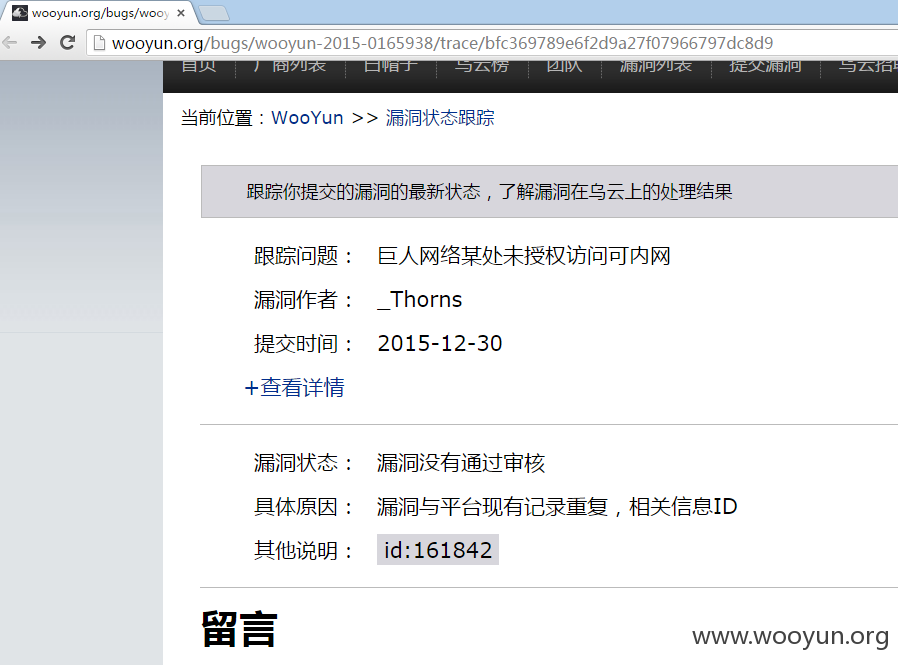 wooyun.org/bugs/wooy
wooyun.org/bugs/wooyun-2015-0165938/trace/bfc369789e6f2d9a27f07966797dc8d9
首页 厂商列表 白帽子 乌云榜 团队 漏洞列表 提交漏洞 乌云招聘
当前位置：WooYun >> 漏洞状态跟踪
跟踪你提交的漏洞的最新状态，了解漏洞在乌云上的处理结果
跟踪问题： 巨人网络某处未授权访问可内网
漏洞作者： _Thorns
提交时间： 2015-12-30
+查看详情
漏洞状态： 漏洞没有通过审核
具体原因： 漏洞与平台现有记录重复，相关信息ID
其他说明： id:161842
留言
www.wooyun.org